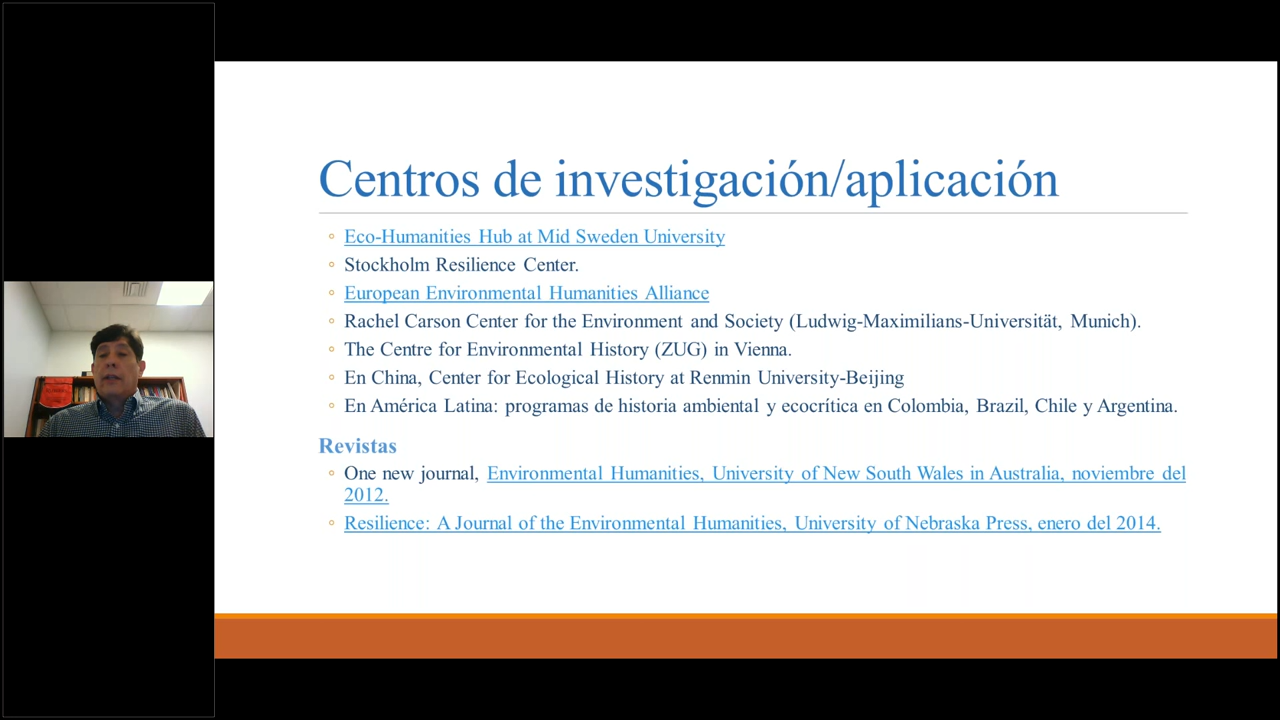 Centros de investigación/aplicación
Eco-Humanities Hub at Mid Sweden University
Stockholm Resilience Center.
European Environmental Humanities Alliance
Rachel Carson Center for the Environment and Society (Ludwig-Maximilians-Universität, Munich).
The Centre for Environmental History (ZUG) in Vienna.
En China, Center for Ecological History at Renmin University-Beijing
En América Latina: programas de historia ambiental y ecocrítica en Colombia, Brazil, Chile y Argentina.
Revistas
One new journal, Environmental Humanities, University of New South Wales in Australia, noviembre del
2012.
Resilience: A Journal of the Environmental Humanities, University of Nebraska Press, enero del 2014.